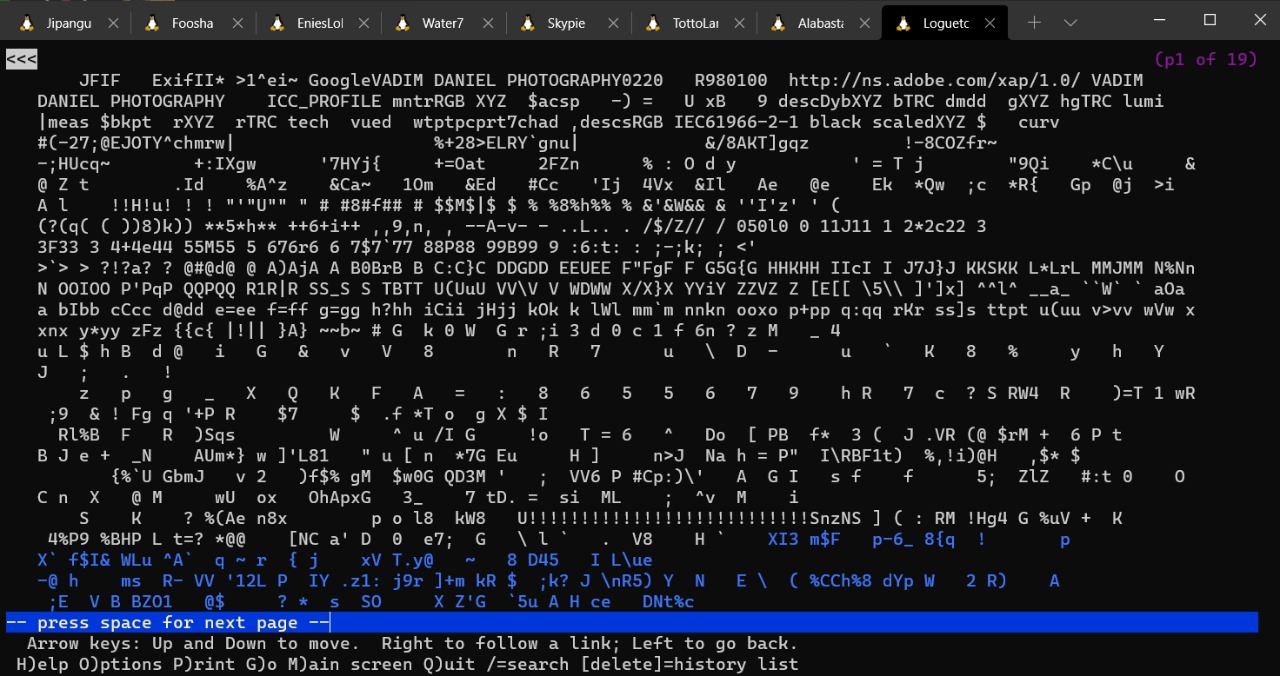 Jipangu Foosha EniesLol Water7 Skypie TottoLar Alabasta Loguetc
<<< (p1 of 19)
JFIF ExifII* >1^ei~ GoogleVADIM DANIEL PHOTOGRAPHY0220 R980100 http://ns.adobe.com/xap/1.0/ VADIM
DANIEL PHOTOGRAPHY ICC_PROFILE mntrRGB XYZ $acsp -) = U xB 9 descDybXYZ bTRC dmdd gXYZ hgTRC lumi
|meas $bkpt rXYZ rTRC tech vued wtptpcprt7chad ,descsRGB IEC61966-2-1 black scaledXYZ $ curv
#(-27;@EJOTY^chmrw| %+28>ELRY`gnu| &/8AKT]gqz !-8COZfr~
-;HUcq~ +:IXgw '7HYj{ +=Oat 2FZn % : O d y ' = T j "9Qi *C\u &
@ Z t .Id %A^z &Ca~ 1Om &Ed #Cc 'Ij 4Vx &Il Ae @e Ek *Qw ;c *R{ Gp @j >i
A l !!H!u! ! ! "'"U"" " # #8#f## # $$M$|$ $ % %8%h%% % &'&W&& & ''I'z' ' (
(?(q( ( ))8)k)) **5*h** ++6+i++ ,,9,n, , --A-v- - ..L.. . /$/Z// / 050l0 0 11J11 1 2*2c22 3
3F33 3 4+4e44 55M55 5 676r6 6 7$7`77 88P88 99B99 9 :6:t: : ;-;k; ; <'
>`> > ?!?a? ? @#@d@ @ A)AjA A B0BrB B C:C}C DDGDD EEUEE F"FgF F G5G{G HHKHH IIcI I J7J}J KKSKK L*LrL MMJMM N%Nn
N OOIOO P'PqP QQPQQ R1R|R SS_S S TBTT U(UuU VV\V V WDWW X/X}X YYiY ZZVZ Z [E[[ \5\\ ]']x] ^^l^ __a_ ``W` ` aOa
a bIbb cCcc d@dd e=ee f=ff g=gg h?hh iCii jHjj kOk k lWl mm`m nnkn ooxo p+pp q:qq rKr ss]s ttpt u(uu v>vv wVw x
xnx y*yy zFz {{c{ |!|| }A} ~~b~ # G k 0 W G r ; i 3 d 0 c 1 f 6n ? z M _ 4
u L $ h B d @ i G & v V 8 n R 7 u \ D - u ` K 8 % y h Y
J ; . !
z p g _ X Q K F A = : 8 6 5 5 6 7 9 h R 7 c ? S RW4 R )=T 1 wR
;9 & ! Fg q '+P R $7 $ .f *T o g X $ I
Rl%B F R )Sqs W ^ u /I G !o T = 6 ^ Do [ PB f* 3 ( J .VR (@ $rM + 6 P t
B J e + _N AUm*} w ]'L81 " u [ n *7G Eu H ] n>J Na h = P" I\RBF1t) %,!i)@H ,$* $
{%`U GbmJ v 2 )f$% gM $w0G QD3M ' ; VV6 P #Cp:)\' A G I s f f 5; ZlZ #:t 0 O
C n X @ M wU ox OhApxG 3_ 7 tD. = si ML ; ^v M i
S K ? %(Ae n8x p o l8 kW8 U!!!!!!!!!!!!!!!!!!!!!!!!!!!SnzNS ] ( : RM !Hg4 G %uV + K
4%P9 %BHP L t=? *@@ [NC a' D 0 e7; G \ l ` . V8 H ` XI3 m$F p-6_ 8{q ! p
X` f$I& WLu ^A` q ~ r { j xV T.y@ ~ 8 D45 I L\ue
-@ h ms R- VV '12L P IY .z1: j9r ]+m kR $ ;k? J \nR5) Y N E \ ( %CCh%8 dYp W 2 R) A
;E V B BZO1 @$ ? * s SO X Z'G `5u A H ce DNt%c
-- press space for next page --
Arrow keys: Up and Down to move. Right to follow a link; Left to go back.
H)elp O)ptions P)rint G)o M)ain screen Q)uit /=search [delete]=history list